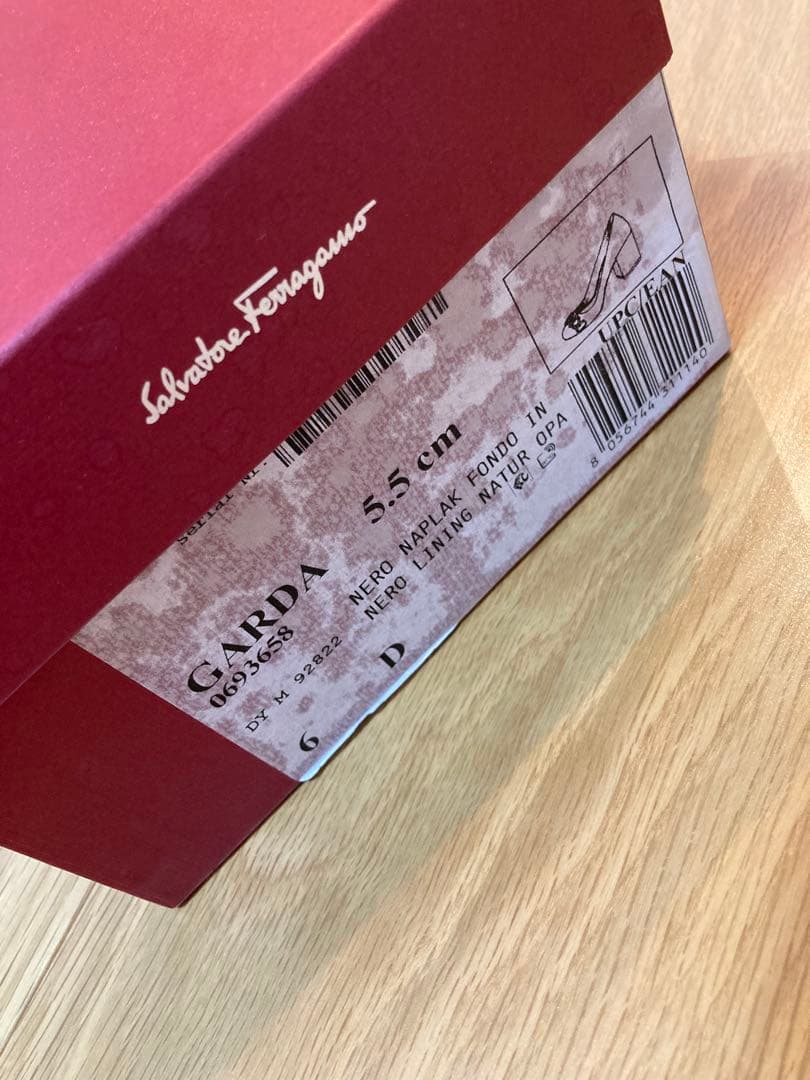 Salvatore Ferragamo
Serial Nr.
UPC/EAN
8 056744 311140
GARDA 5.5 cm
0693658
NERO NAPLAK FONDO IN
DY M 92822 NERO LINING NATUR OPA
6 D